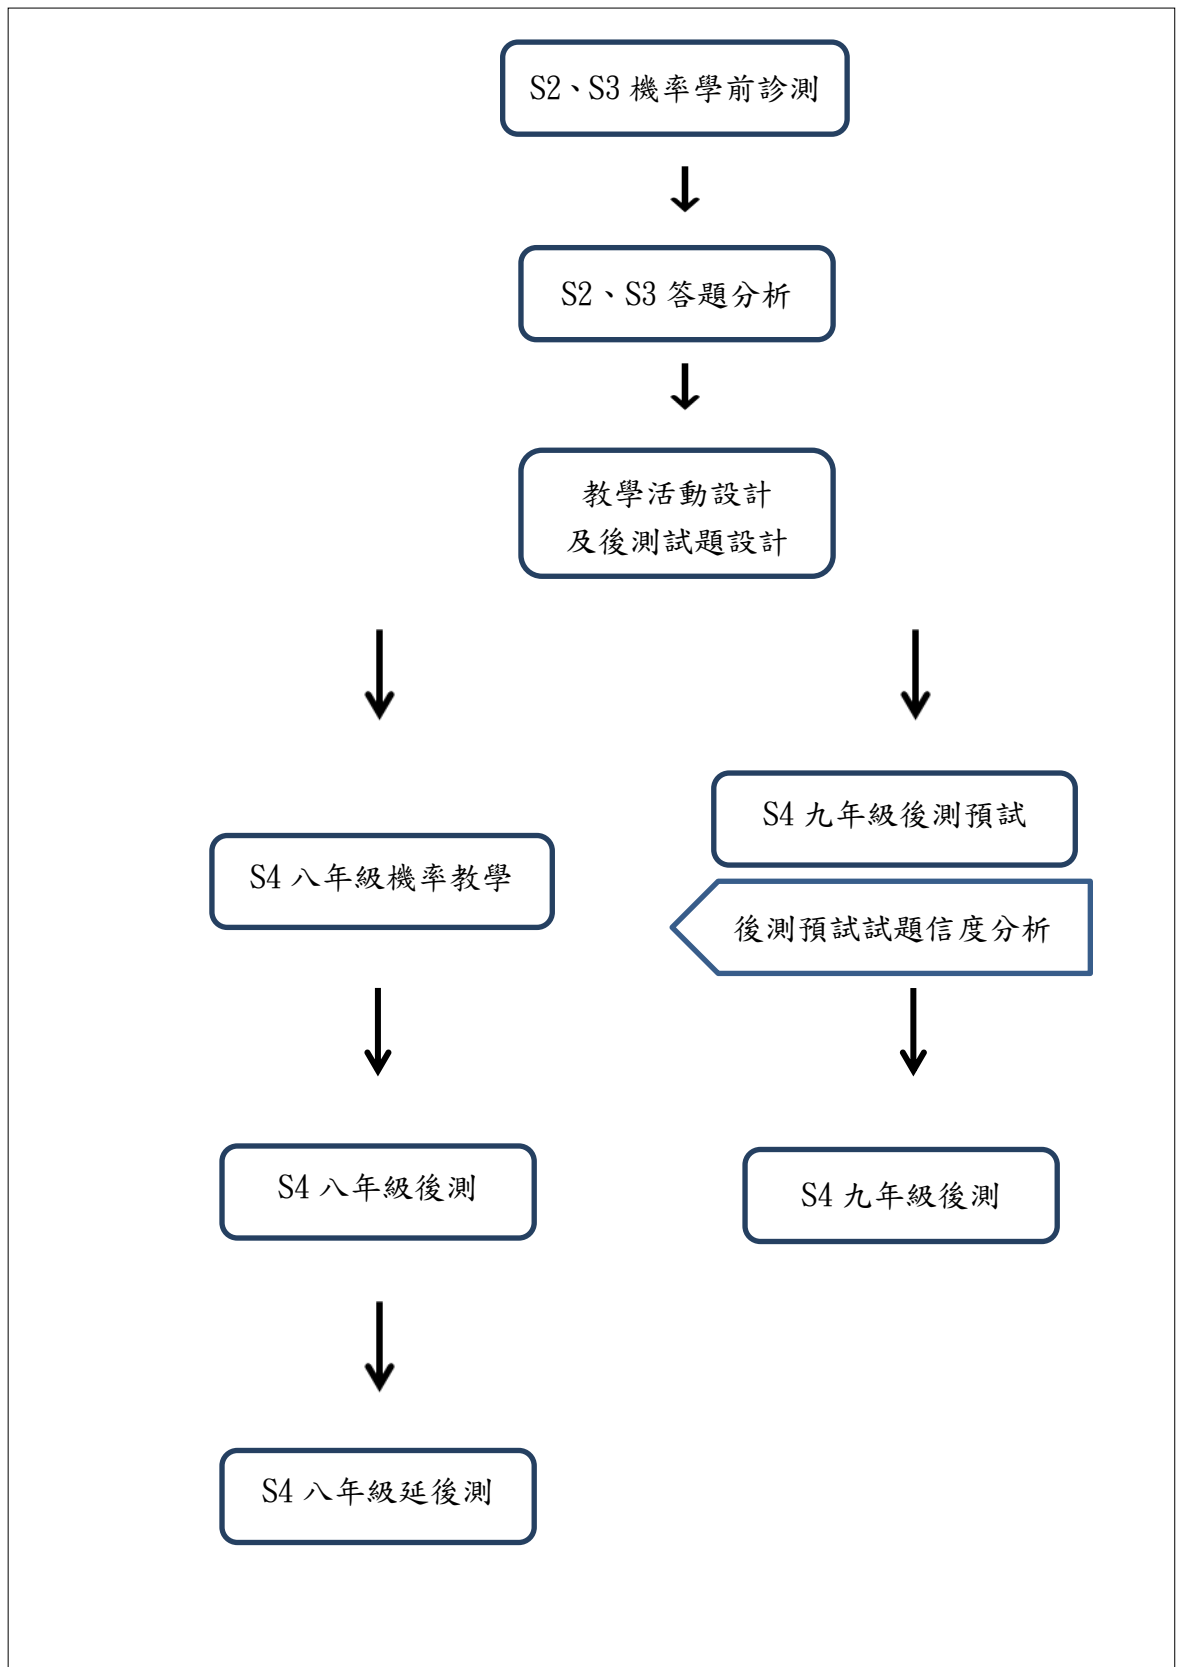 S2、S3 機率學前診測
S2、S3 答題分析
教學活動設計
及後測試題設計
S4 九年級後測預試
S4 八年級機率教學
後測預試試題信度分析
S4 八年級後測
S4 九年級後測
S4 八年級延後測